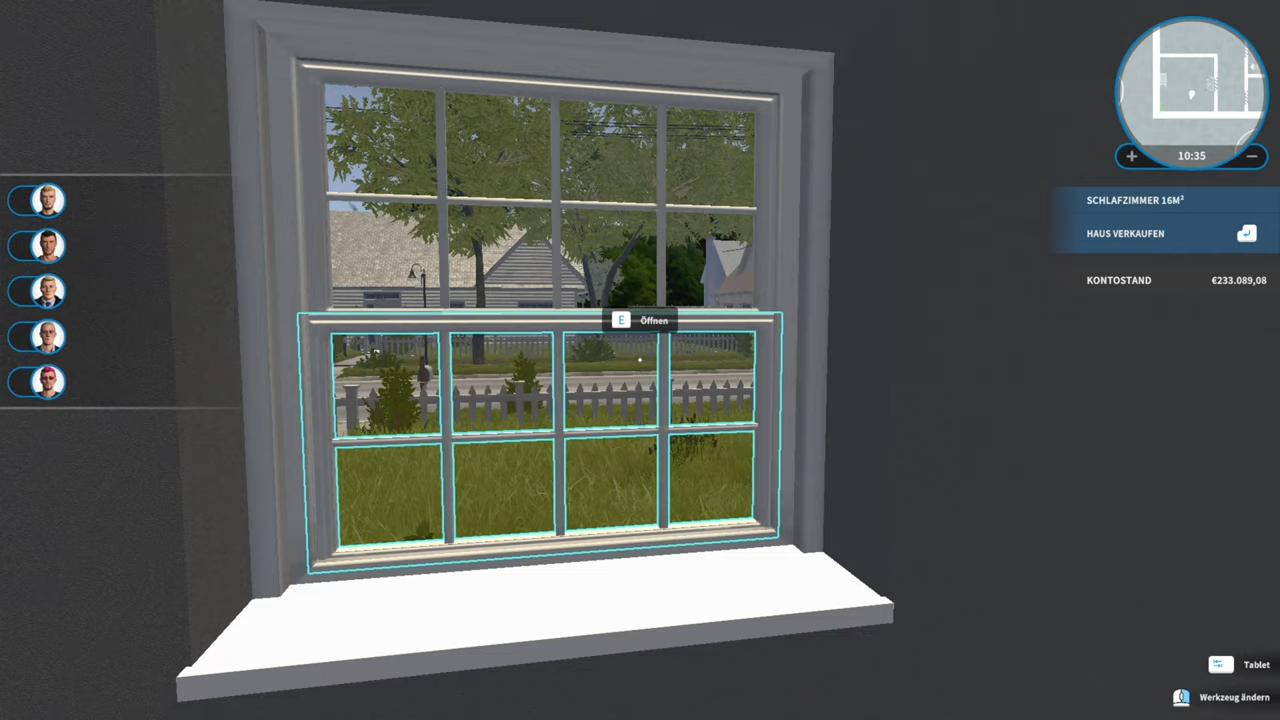 10:35
SCHLAFZIMMER 16M²
HAUS VERKAUFEN
KONTOSTAND €233.089,08
E Öffnen
Tablet
Werkzeug ändern